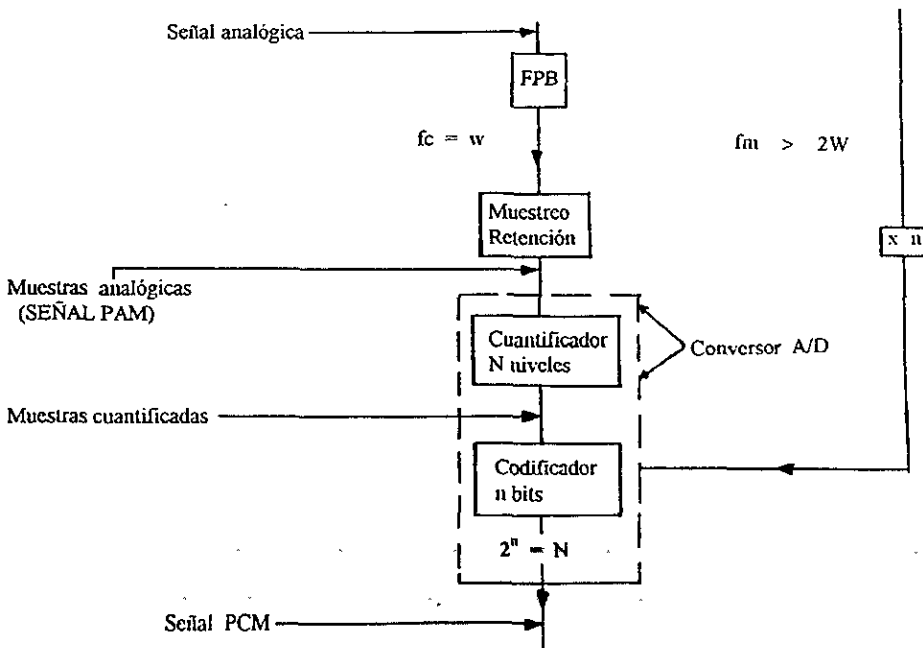 Señal analógica
FPB
fc = w
fm > 2W
Muestreo
Retención
x n
Muestras analógicas
(SEÑAL PAM)
Cuantificador
N niveles
Conversor A/D
Muestras cuantificadas
Codificador
n bits
2ⁿ = N
Señal PCM